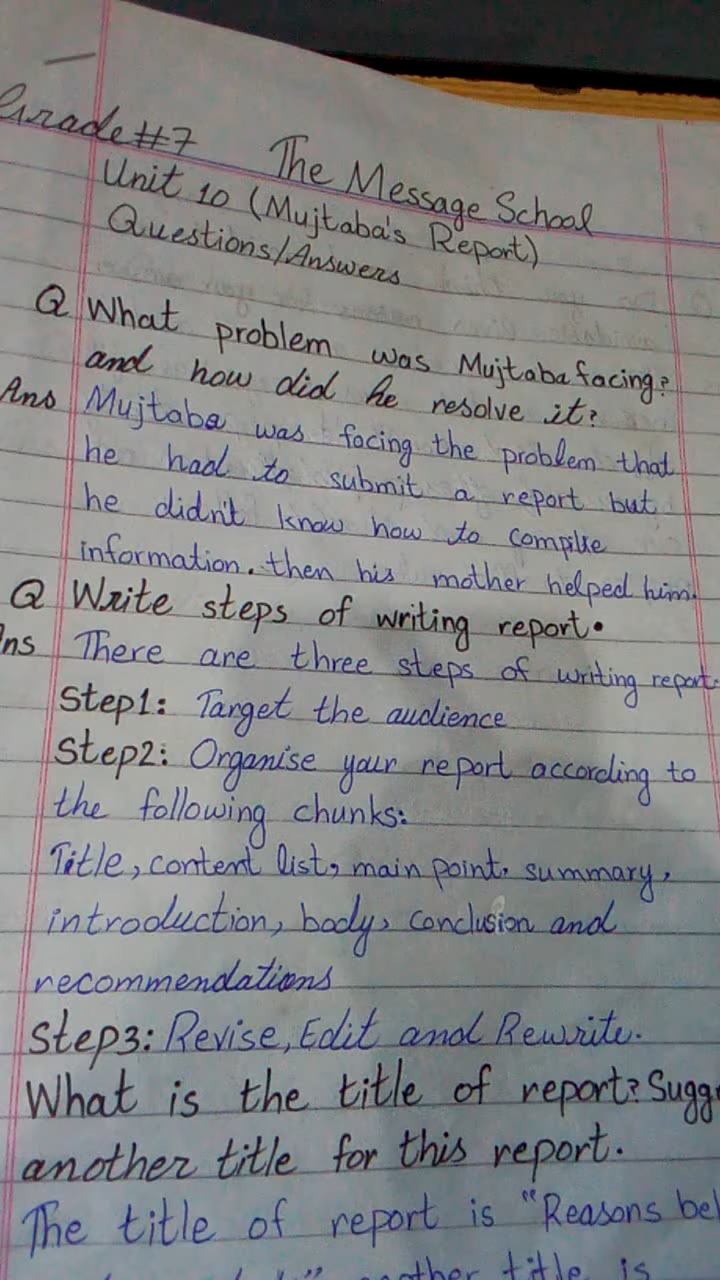 Grade#7 The Message School
Unit 10 (Mujtaba's Report)
Questions/Answers
Q What problem was Mujtaba facing?
and how did he resolve it?
Ans Mujtaba was facing the problem that
he had to submit a report but
he didn't know how to compile
information. then his mother helped him.
Q Write steps of writing report.
Ans There are three steps of writing report.
Step1: Target the audience
Step2: Organise your report according to
the following chunks:
Title, content list, main point, summary,
introduction, body, conclusion and
recommendations
Step3: Revise, Edit and Rewrite.
What is the title of report? Sugg
another title for this report.
The title of report is "Reasons
another title is